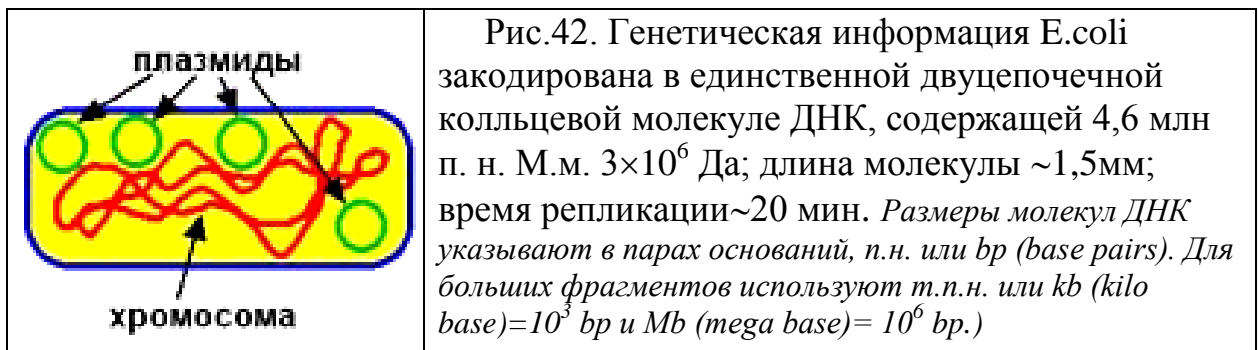 плазмиды
хромосома
Рис.42. Генетическая информация E.coli
закодирована в единственной двуцепочечной
колльцевой молекуле ДНК, содержащей 4,6 млн
п. н. М.м. 3×10⁶ Да; длина молекулы ~1,5мм;
время репликации~20 мин. Размеры молекул ДНК
указывают в парах оснований, п.н. или bp (base pairs). Для
больших фрагментов используют т.п.н. или kb (kilo
base)=10³ bp и Mb (mega base)= 10⁶ bp.)